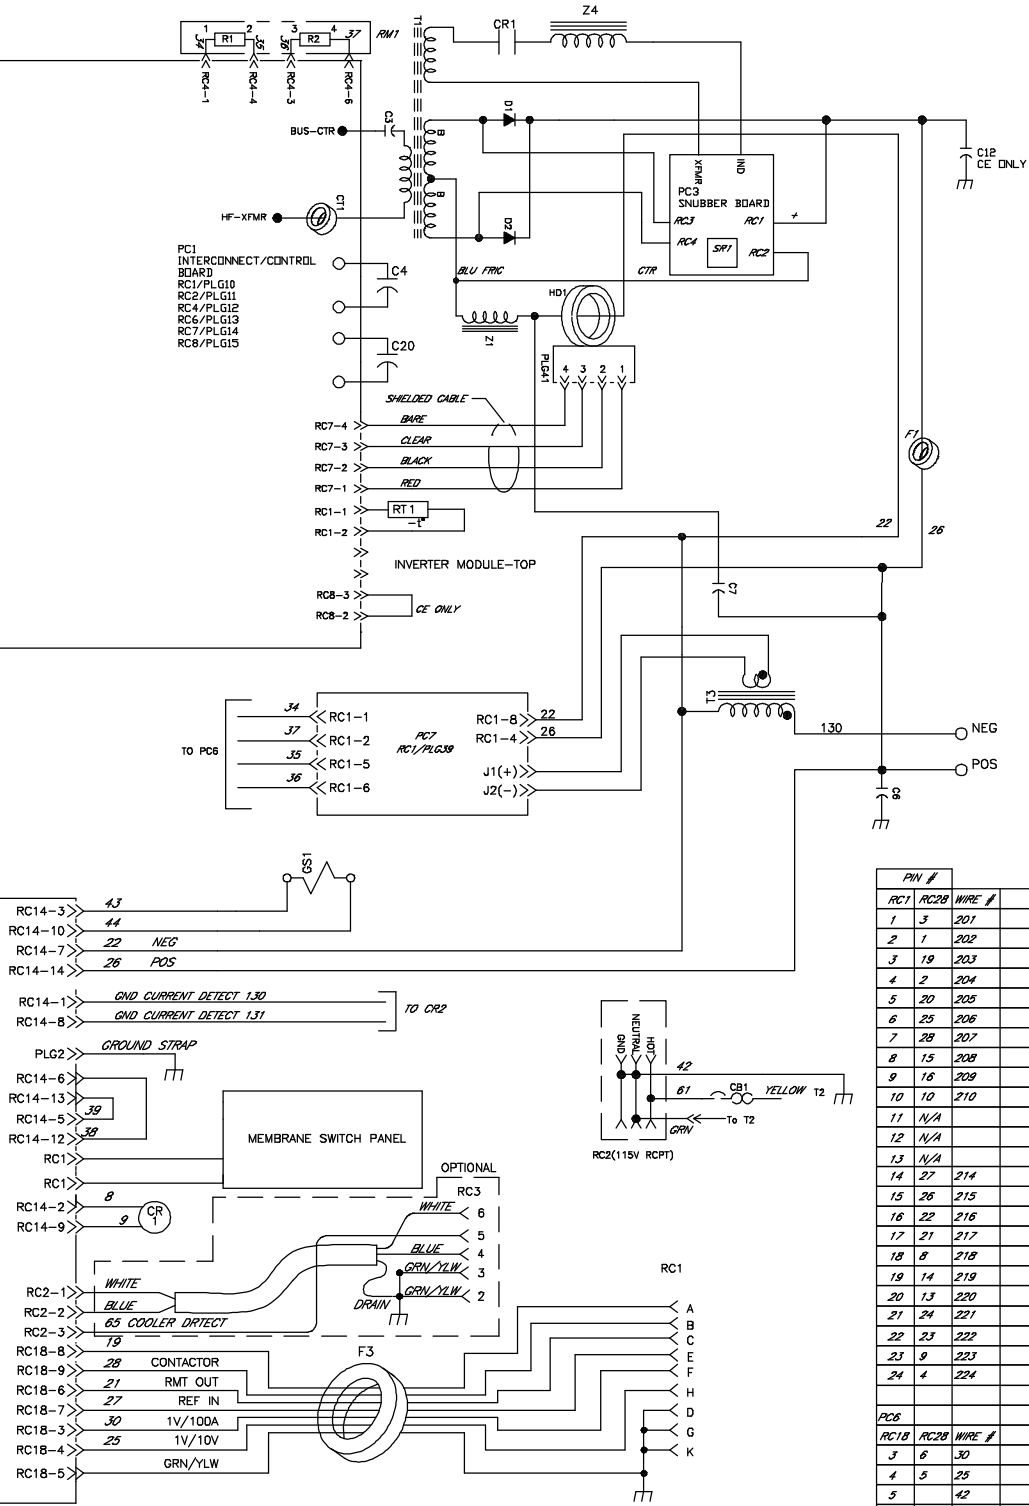 1 2 3 4 37
34 R1 35 36 R2
RM1
RC4-1 RC4-4 RC4-3 RC4-6
T1
CR1
Z4
BUS-CTR
C3
B
B
D1
D2
C12
CE ONLY
XFMR IND
PC3
SNUBBER BOARD
RC3 RC1 +
RC4 SR1 RC2
HF-XFMR
CT1
BLU FRIC CTR
PC1
INTERCONNECT/CONTROL
BOARD
RC1/PLG10
RC2/PLG11
RC4/PLG12
RC6/PLG13
RC7/PLG14
RC8/PLG15
C4
C20
HD1
Z1
PLG41
4 3 2 1
SHIELDED CABLE
RC7-4 BARE
RC7-3 CLEAR
RC7-2 BLACK
RC7-1 RED
RC1-1 RT1
-t°
RC1-2
F1
22 26
INVERTER MODULE-TOP
RC8-3
CE ONLY
RC8-2
C7
T3
TO PC6
34 RC1-1
37 RC1-2
35 RC1-5
36 RC1-6
PC7
RC1/PLG39
RC1-8 22
RC1-4 26
J1(+)
J2(-)
130
NEG
POS
C6
GS1
RC14-3 43
RC14-10 44
RC14-7 22 NEG
RC14-14 26 POS
RC14-1 GND CURRENT DETECT 130
RC14-8 GND CURRENT DETECT 131
TO CR2
PLG2 GROUND STRAP
RC14-6
RC14-13
RC14-5 39
RC14-12 38
RC1
RC1
MEMBRANE SWITCH PANEL
RC14-2 8
RC14-9 9
CR
1
GND NEUTRAL HOT
42
61 CB1 YELLOW T2
To T2
GRN
RC2(115V RCPT)
OPTIONAL
RC3
WHITE 6
5
BLUE 4
GRN/YLW 3
GRN/YLW 2
DRAIN
RC2-1 WHITE
RC2-2 BLUE
RC2-3 65 COOLER DRTECT
RC18-8 19
RC18-9 28 CONTACTOR
RC18-6 21 RMT OUT
RC18-7 27 REF IN
RC18-3 30 1V/100A
RC18-4 25 1V/10V
RC18-5 GRN/YLW
F3
RC1
A
B
C
E
F
H
D
G
K
PIN #
RC1 RC28 WIRE #
1 3 201
2 1 202
3 19 203
4 2 204
5 20 205
6 25 206
7 28 207
8 15 208
9 16 209
10 10 210
11 N/A
12 N/A
13 N/A
14 27 214
15 26 215
16 22 216
17 21 217
18 8 218
19 14 219
20 13 220
21 24 221
22 23 222
23 9 223
24 4 224
PC6
RC18 RC28 WIRE #
3 6 30
4 5 25
5 42